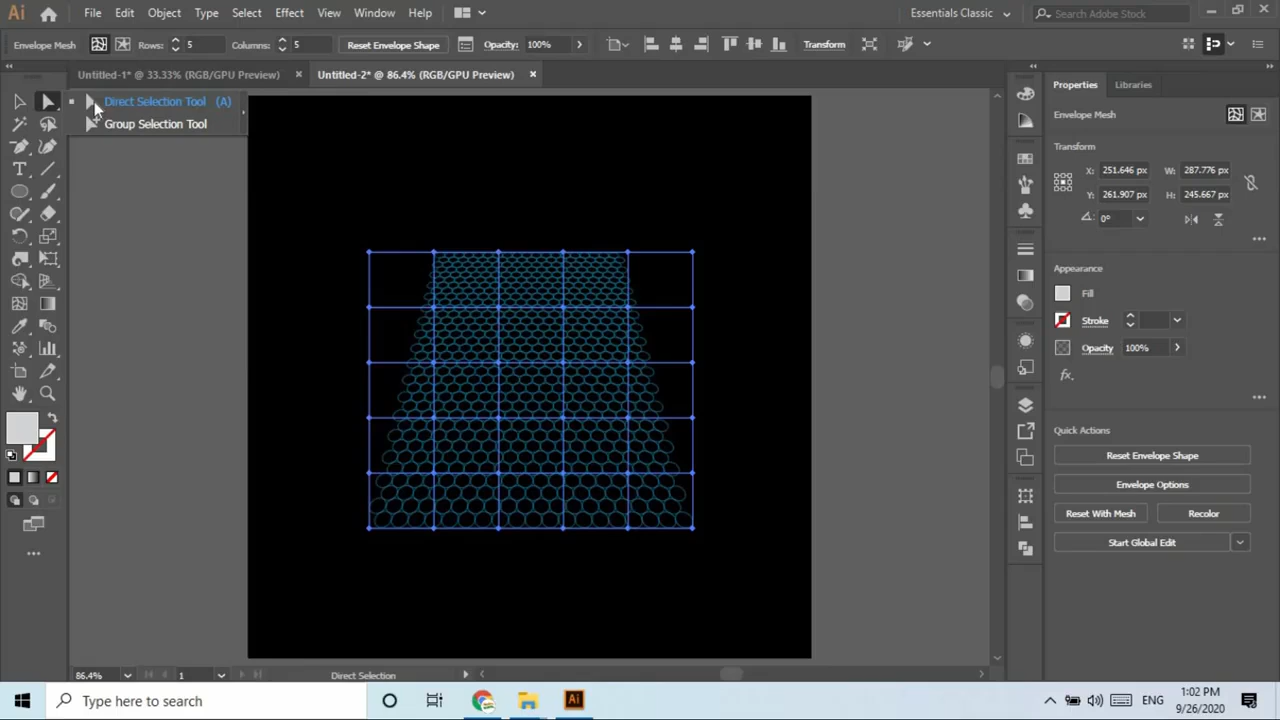 Ai File Edit Object Type Select Effect View Window Help Essentials Classic Search Adobe Stock
Envelope Mesh Rows: 5 Columns: 5 Reset Envelope Shape Opacity: 100% Transform
Untitled-1* @ 33.33% (RGB/GPU Preview) × Untitled-2* @ 86.4% (RGB/GPU Preview) ×
Direct Selection Tool (A)
Group Selection Tool
T
Properties Libraries
Envelope Mesh
Transform
X: 251.646 px W: 287.776 px
Y: 261.907 px H: 245.667 px
0°
Appearance
Fill
Stroke
Opacity 100%
fx.
Quick Actions
Reset Envelope Shape
Envelope Options
Reset With Mesh Recolor
Start Global Edit
86.4% 1 Direct Selection
Type here to search Ai ENG 1:02 PM
9/26/2020